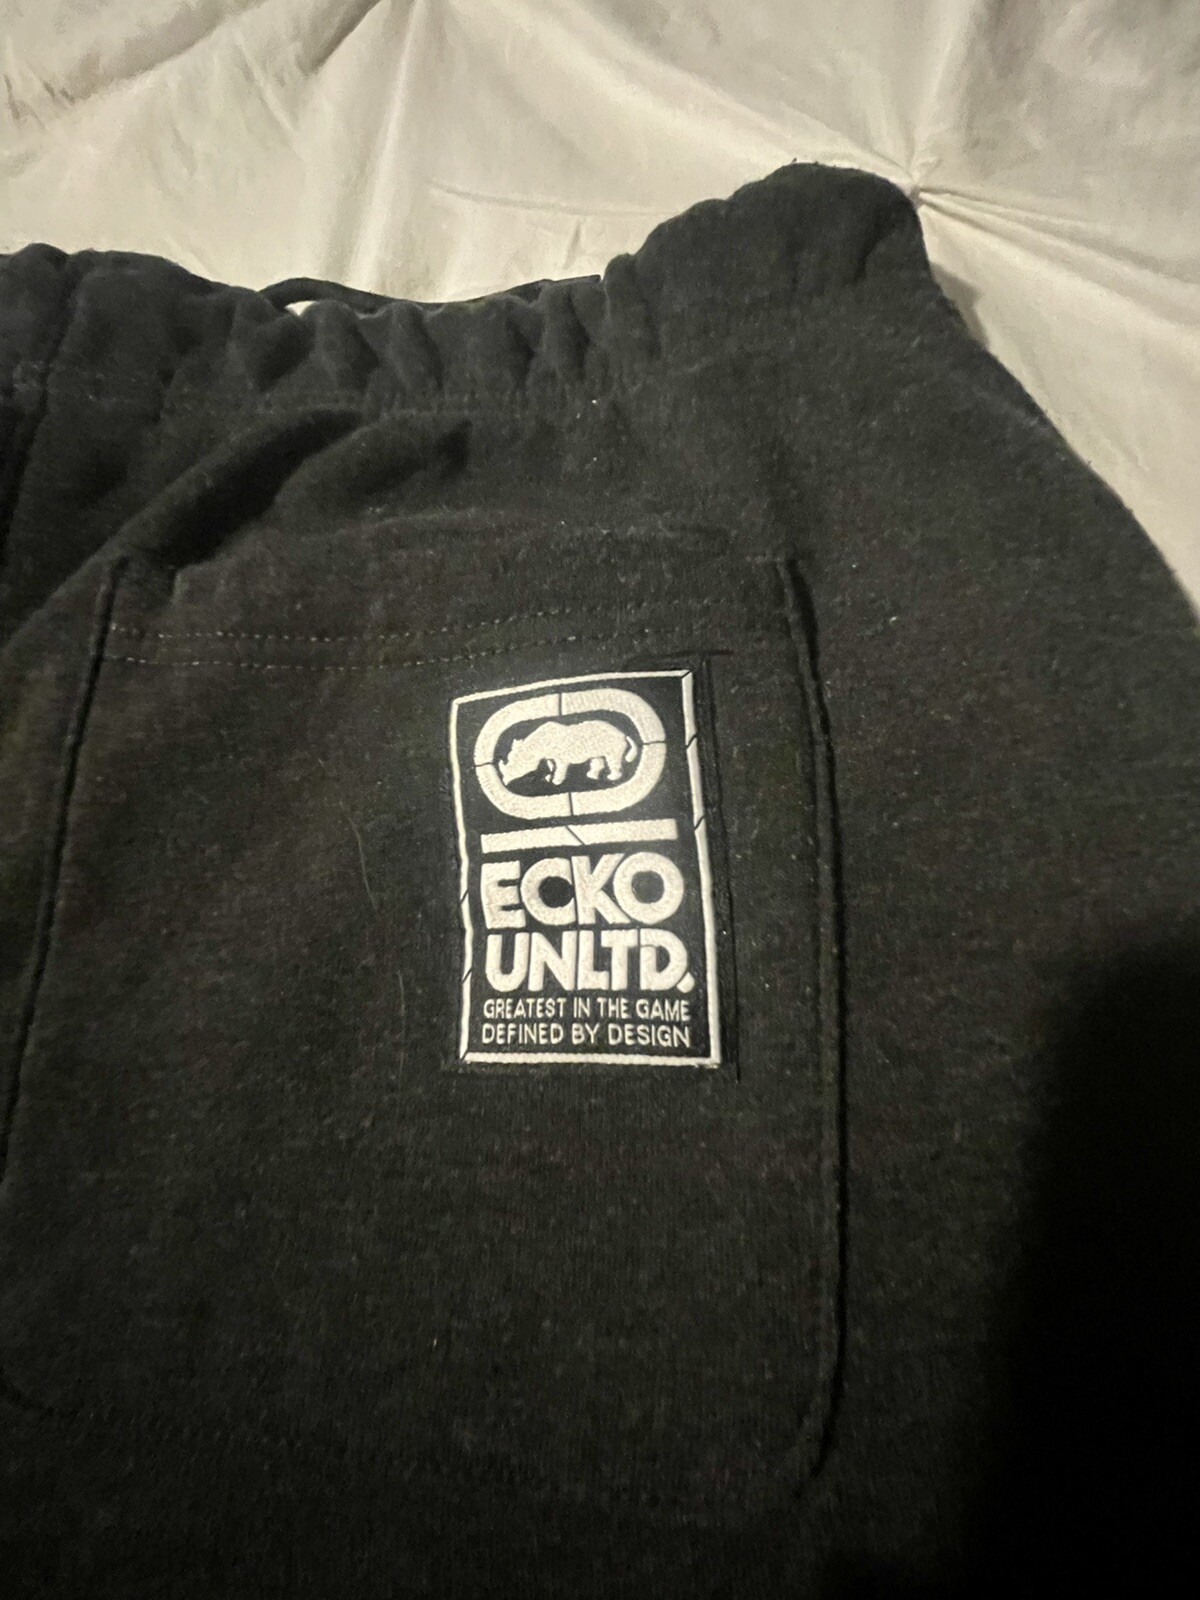 ECKO
UNLTD.
GREATEST IN THE GAME
DEFINED BY DESIGN